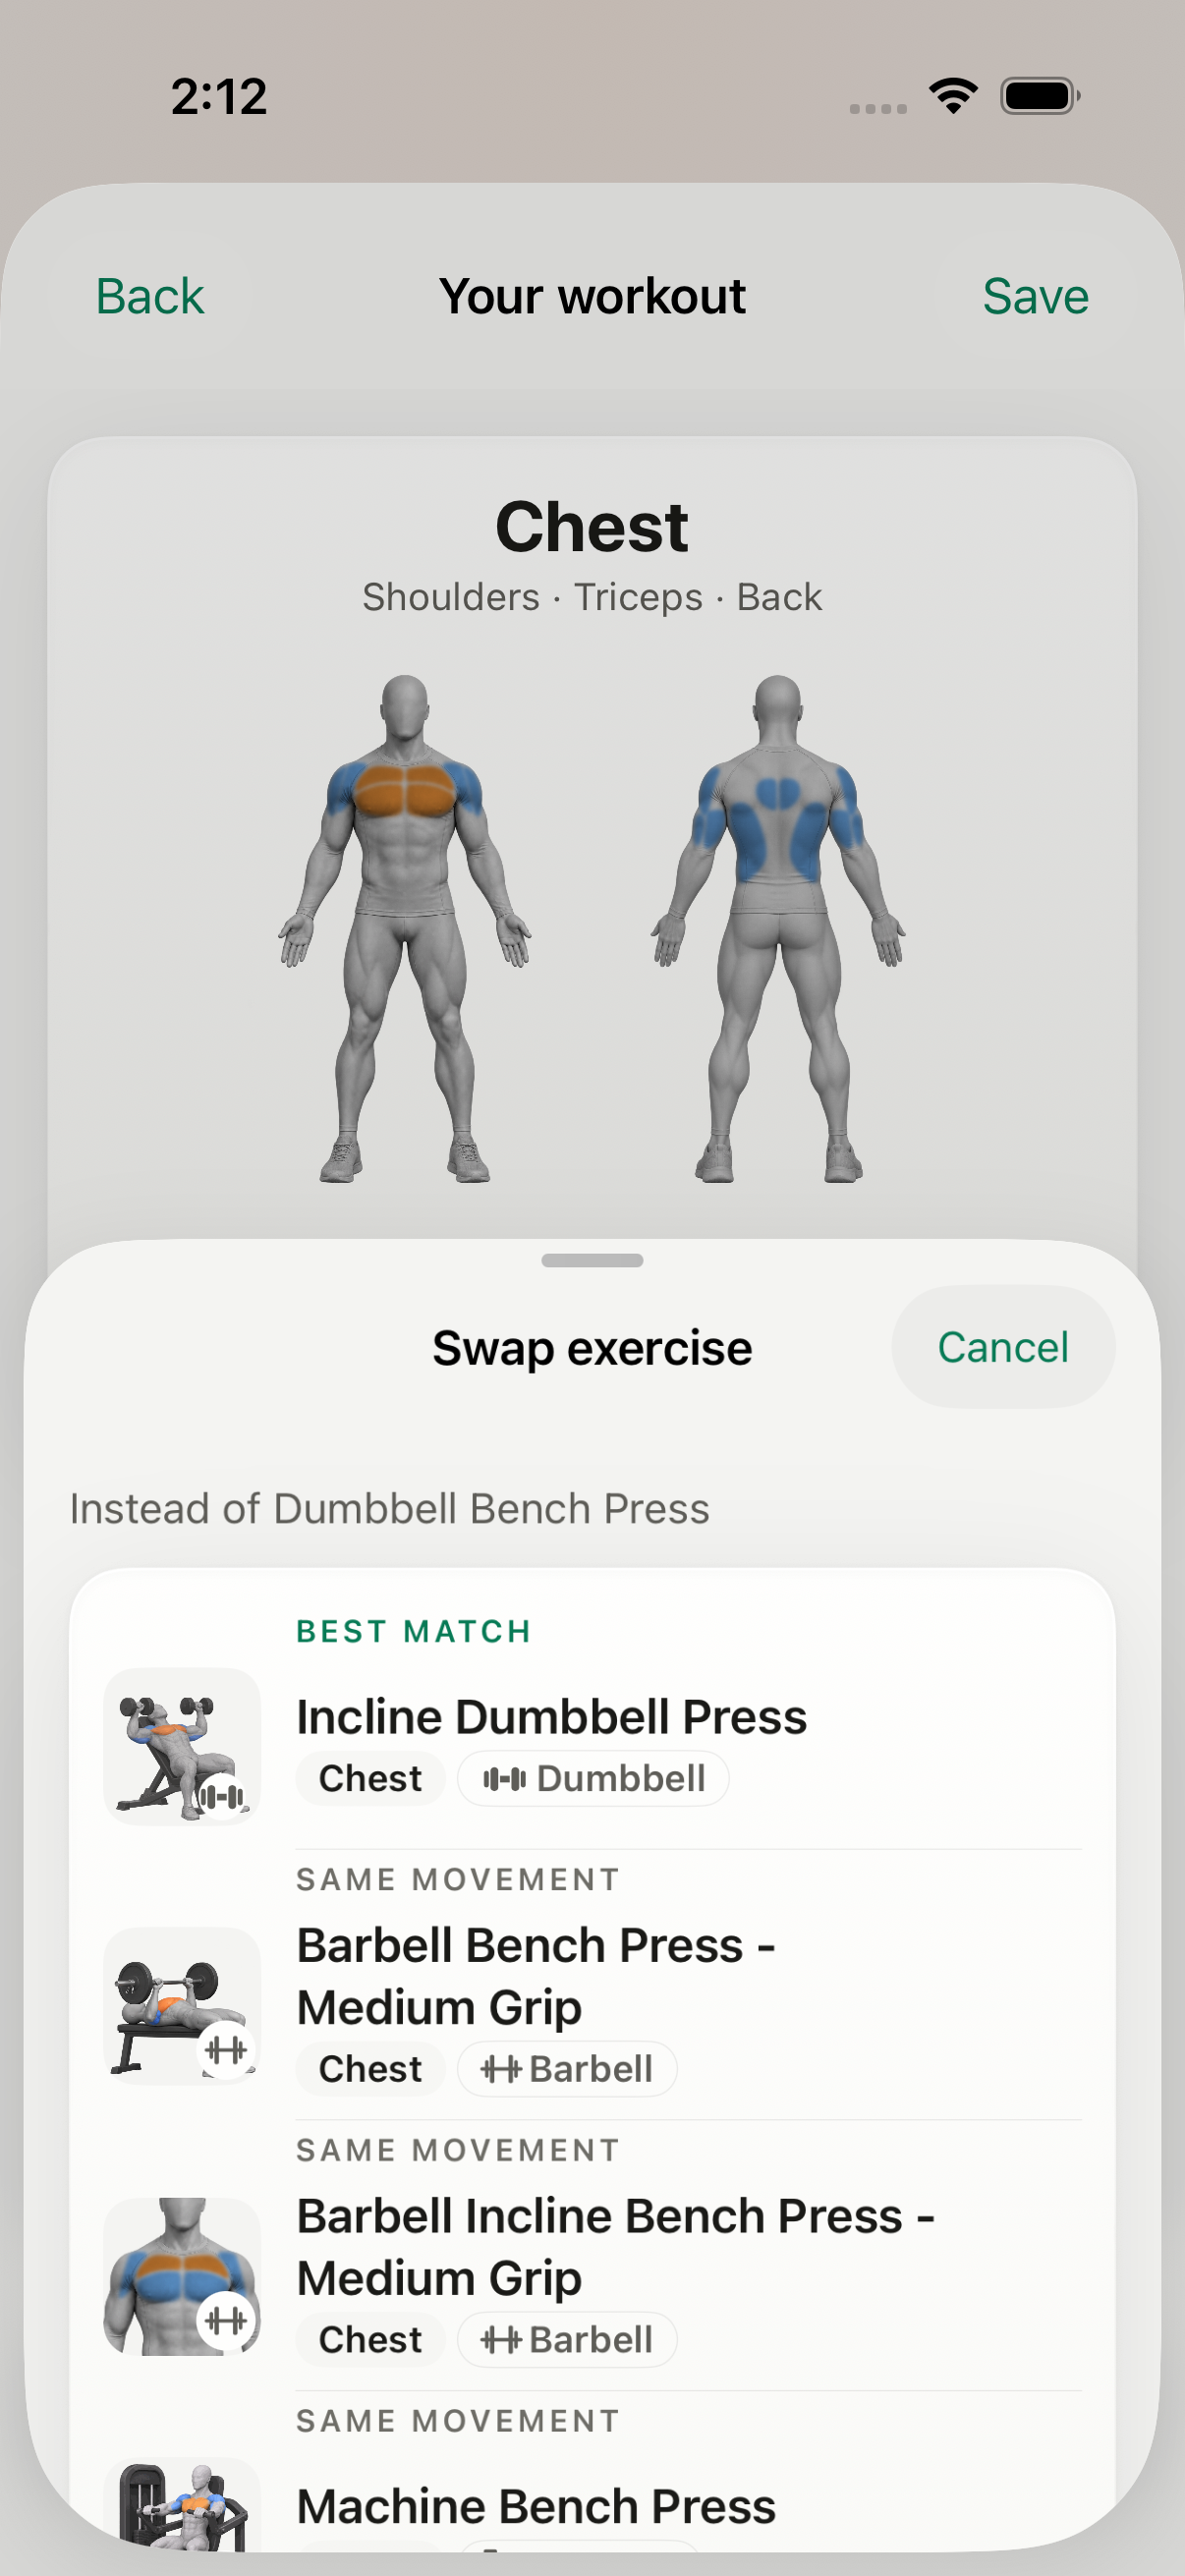 2:12
Back
Your workout
Save
Chest
Shoulders · Triceps · Back
Swap exercise
Cancel
Instead of Dumbbell Bench Press
BEST MATCH
Incline Dumbbell Press
Chest
Dumbbell
SAME MOVEMENT
Barbell Bench Press -
Medium Grip
Chest
Barbell
SAME MOVEMENT
Barbell Incline Bench Press -
Medium Grip
Chest
Barbell
SAME MOVEMENT
Machine Bench Press